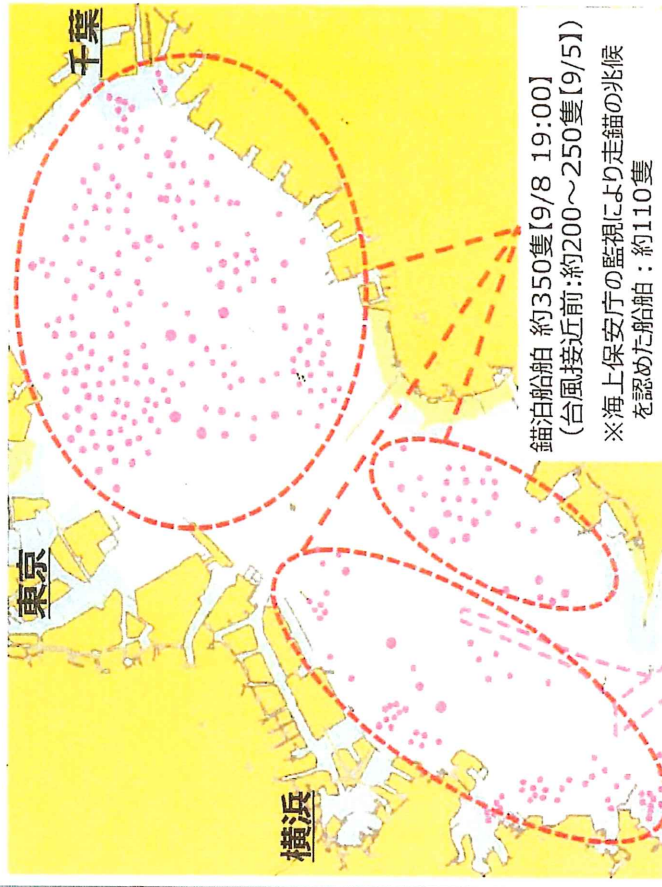 千葉
東京
横浜
錨泊船舶 約350隻【9/8 19:00】
(台風接近前:約200～250隻【9/5】)
※海上保安庁の監視により走錨の兆候
を認めた船舶：約110隻